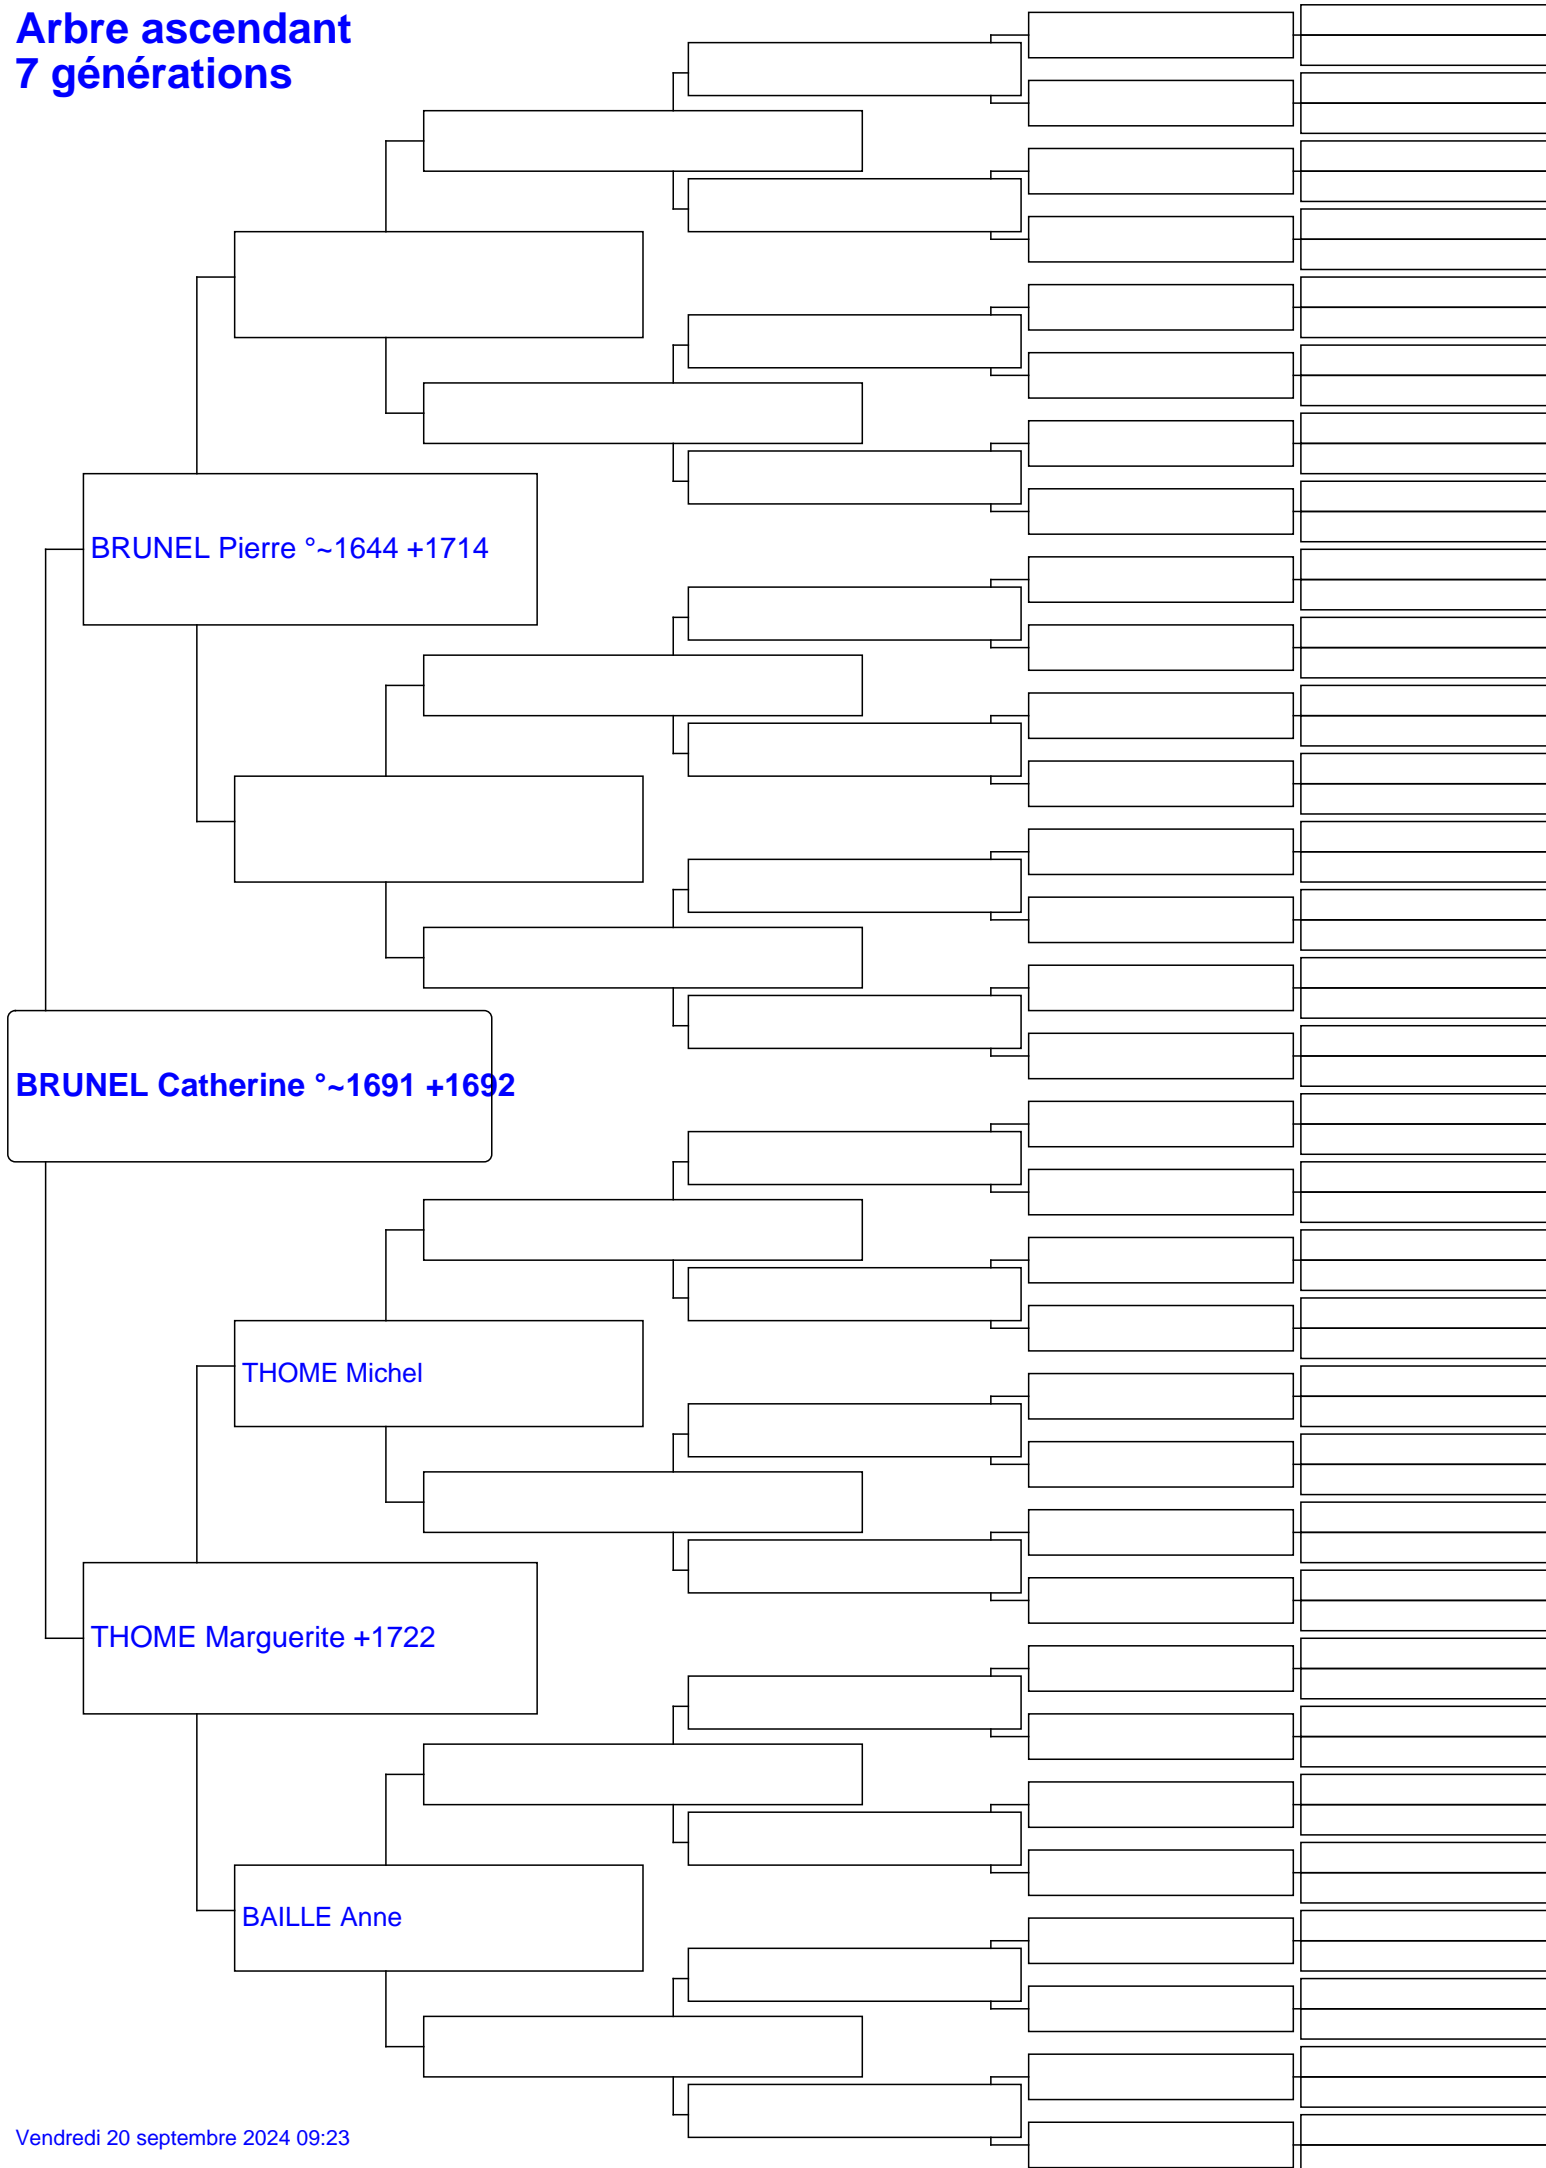 Arbre ascendant
7 générations
BRUNEL Pierre °~1644 +1714
BRUNEL Catherine °~1691 +1692
THOME Michel
THOME Marguerite +1722
BAILLE Anne
Vendredi 20 septembre 2024 09:23